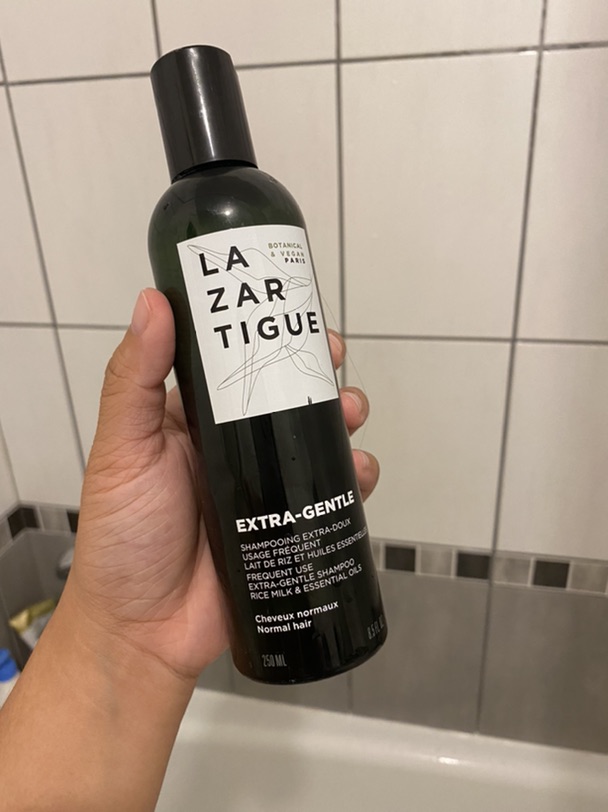 LA
ZAR
TIGUE
BOTANICAL
& VEGAN
PARIS
EXTRA-GENTLE
SHAMPOOING EXTRA-DOUX
USAGE FRÉQUENT
LAIT DE RIZ ET HUILES ESSENTIELLES
FREQUENT USE
EXTRA-GENTLE SHAMPOO
RICE MILK & ESSENTIAL OILS
Cheveux normaux
Normal hair
250 ML